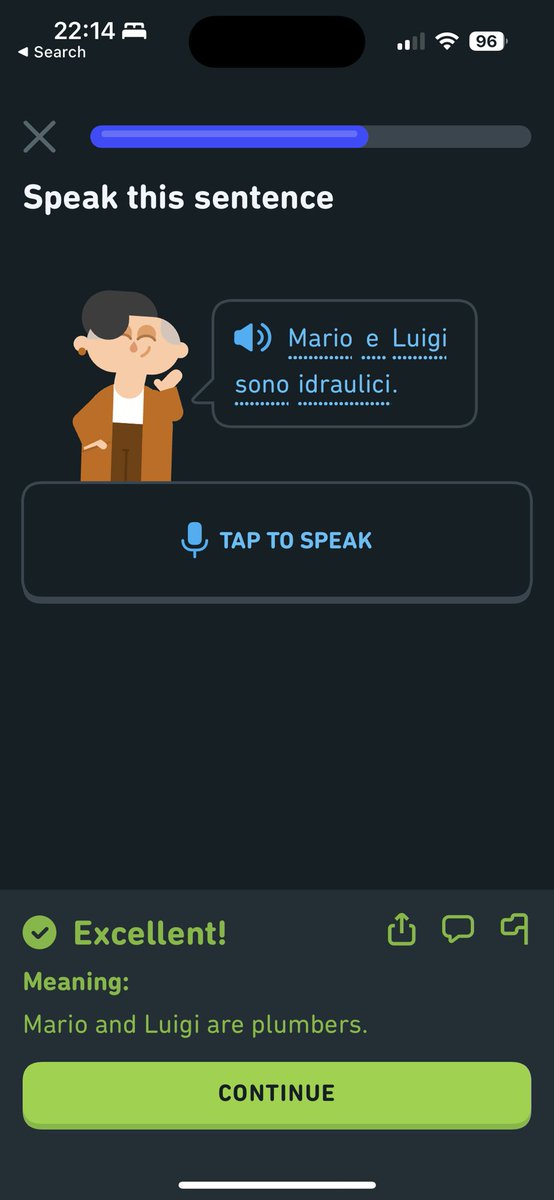 22:14
◀ Search
96
Speak this sentence
Mario e Luigi
sono idraulici.
TAP TO SPEAK
Excellent!
Meaning:
Mario and Luigi are plumbers.
CONTINUE